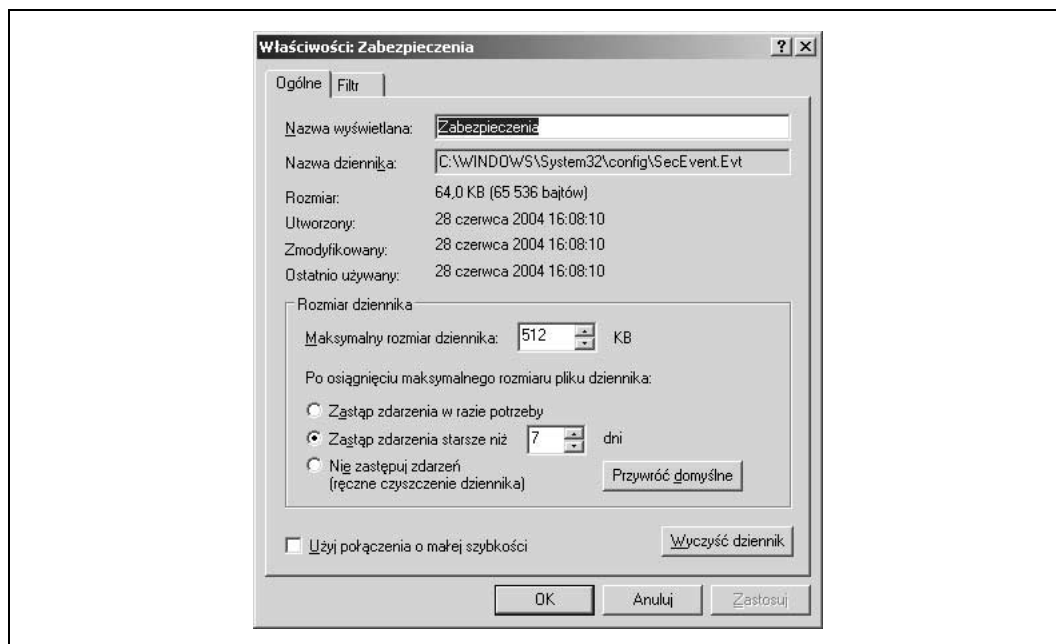 Właściwości: Zabezpieczenia
Ogólne
Filtr
Nazwa wyświetlana: Zabezpieczenia
Nazwa dziennika: C:\WINDOWS\System32\config\SecEvent.Evt
Rozmiar: 64,0 KB (65 536 bajtów)
Utworzony: 28 czerwca 2004 16:08:10
Zmodyfikowany: 28 czerwca 2004 16:08:10
Ostatnio używany: 28 czerwca 2004 16:08:10
Rozmiar dziennika
Maksymalny rozmiar dziennika: 512 KB
Po osiągnięciu maksymalnego rozmiaru pliku dziennika:
Zastąp zdarzenia w razie potrzeby
Zastąp zdarzenia starsze niż 7 dni
Nie zastępuj zdarzeń
(ręczne czyszczenie dziennika)
Przywróć domyślne
Użyj połączenia o małej szybkości
Wyczyść dziennik
OK Anuluj Zastosuj